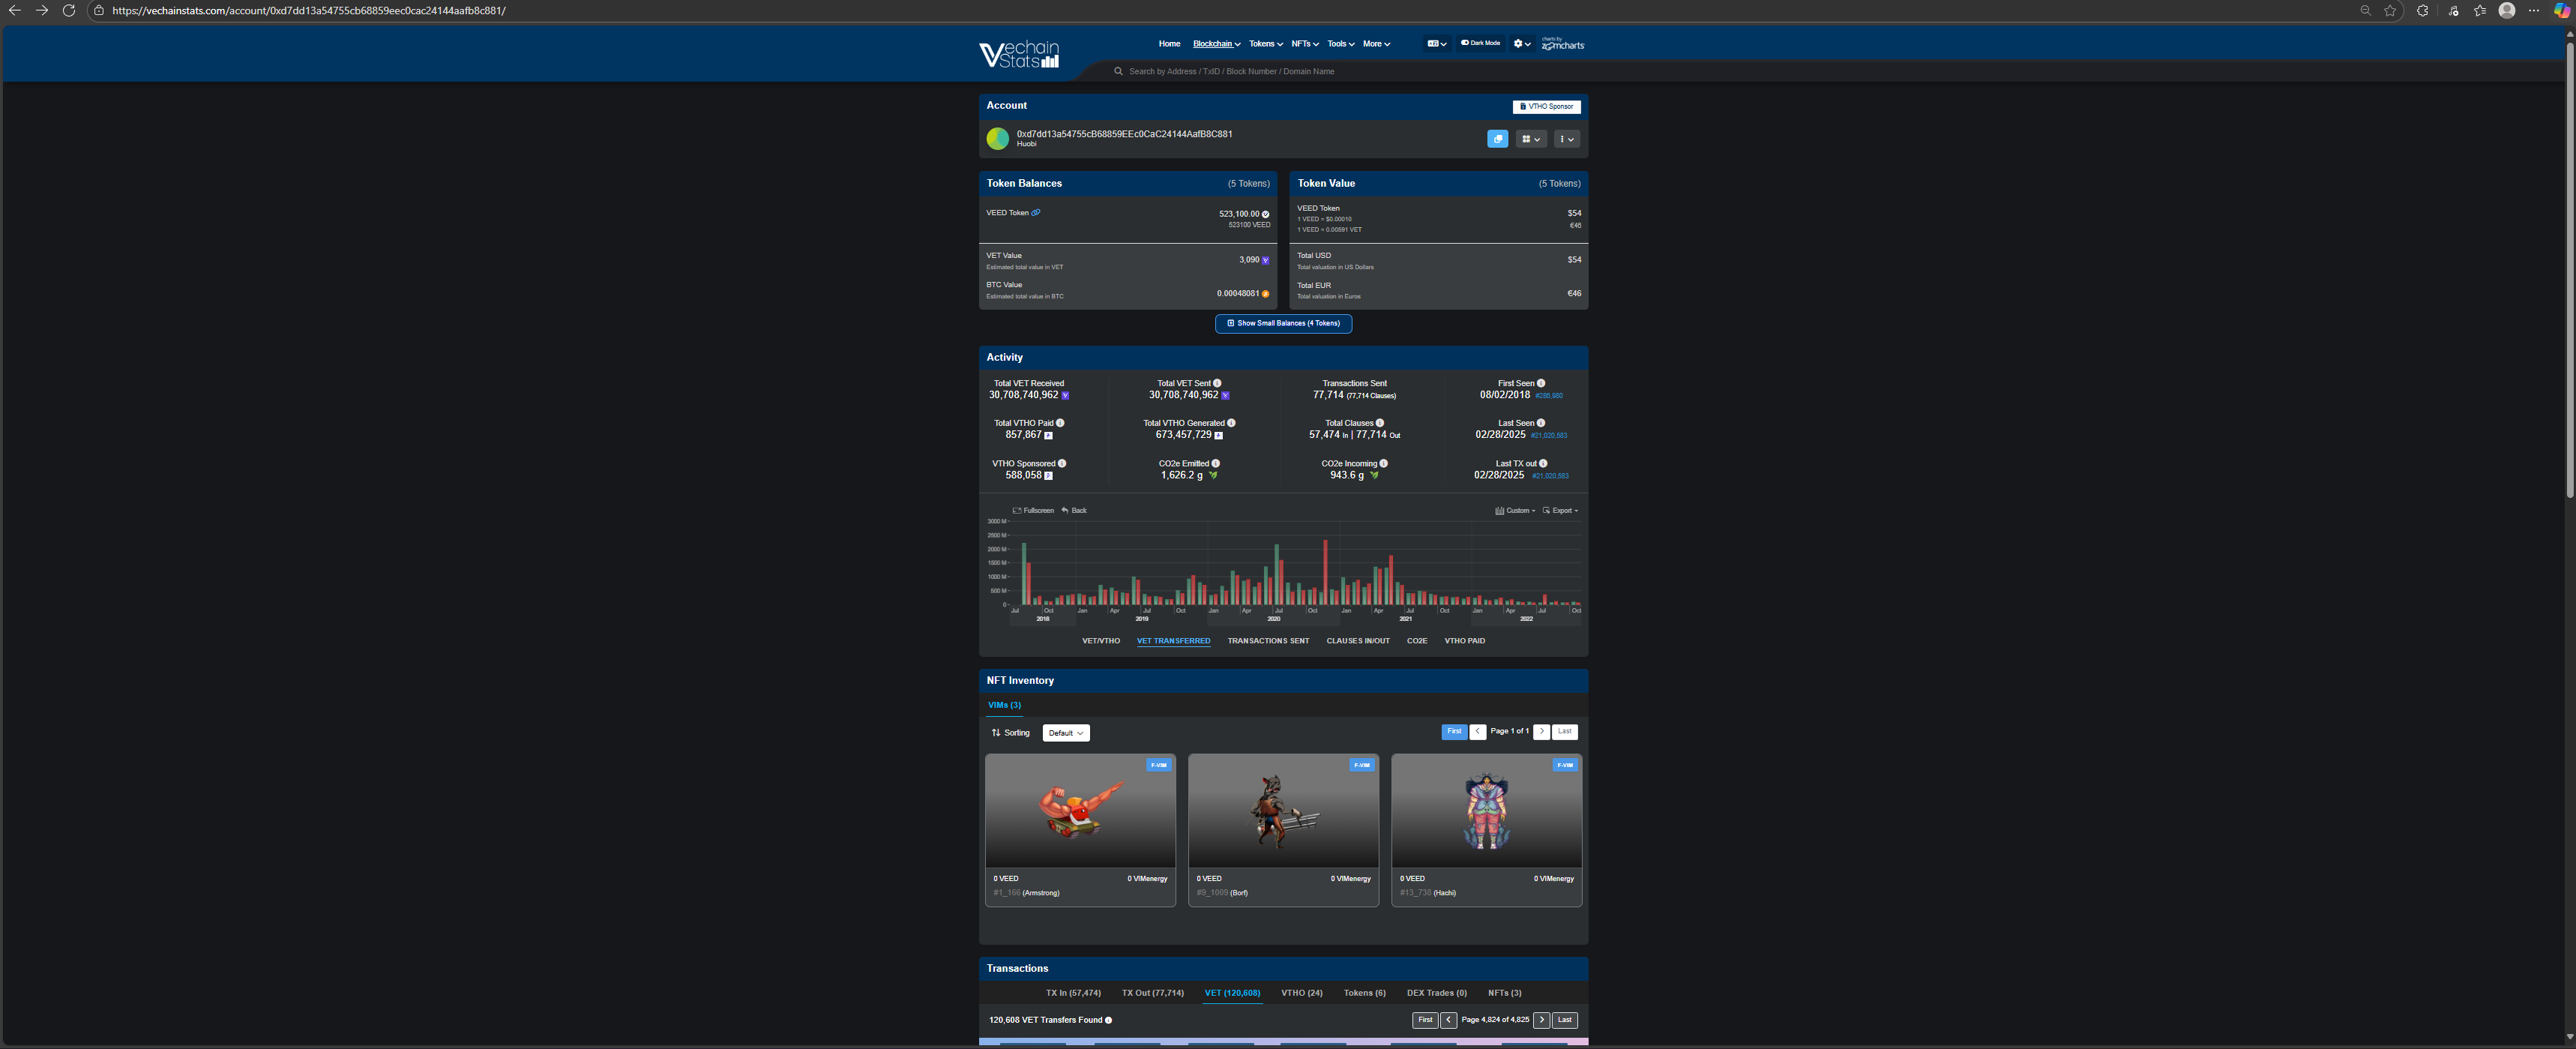 https://vechainstats.com/account/0xd7dd13a54755cb68859eec0cac24144aafb8c881/
Vechain Stats
Home Blockchain Tokens NFTs Tools More
Dark Mode
charts by
zoomcharts
Search by Address / TxID / Block Number / Domain Name
Account
VTHO Sponsor
0xd7dd13a54755cB68859EEc0CaC24144AafB8C881
Huobi
Token Balances (5 Tokens)
VEED Token 523,100.00
523100 VEED
VET Value 3,090
Estimated total value in VET
BTC Value
Estimated total value in BTC 0.00048081
Token Value (5 Tokens)
VEED Token $54
1 VEED = $0.00010 €46
1 VEED = 0.00591 VET
Total USD $54
Total valuation in US Dollars
Total EUR €46
Total valuation in Euros
Show Small Balances (4 Tokens)
Activity
Total VET Received Total VET Sent Transactions Sent First Seen
30,708,740,962 30,708,740,962 77,714 (77,714 Clauses) 08/02/2018 #285,980
Total VTHO Paid Total VTHO Generated Total Clauses Last Seen
857,867 673,457,729 57,474 In | 77,714 Out 02/28/2025 #21,020,583
VTHO Sponsored CO2e Emitted CO2e Incoming Last TX out
588,058 1,626.2 g 943.6 g 02/28/2025 #21,020,583
Fullscreen Back Custom Export
3000 M
2500 M
2000 M
1500 M
1000 M
500 M
0
Jul Oct Jan Apr Jul Oct Jan Apr Jul Oct Jan Apr Jul Oct Jan Apr Jul Oct
2018 2019 2020 2021 2022
VET/VTHO VET TRANSFERRED TRANSACTIONS SENT CLAUSES IN/OUT CO2E VTHO PAID
NFT Inventory
VIMs (3)
Sorting Default First Page 1 of 1 Last
F-VIM F-VIM F-VIM
0 VEED 0 VIMenergy 0 VEED 0 VIMenergy 0 VEED 0 VIMenergy
#1_166 (Armstrong) #9_1009 (Borf) #13_738 (Hachi)
Transactions
TX In (57,474) TX Out (77,714) VET (120,608) VTHO (24) Tokens (6) DEX Trades (0) NFTs (3)
120,608 VET Transfers Found First Page 4,824 of 4,825 Last